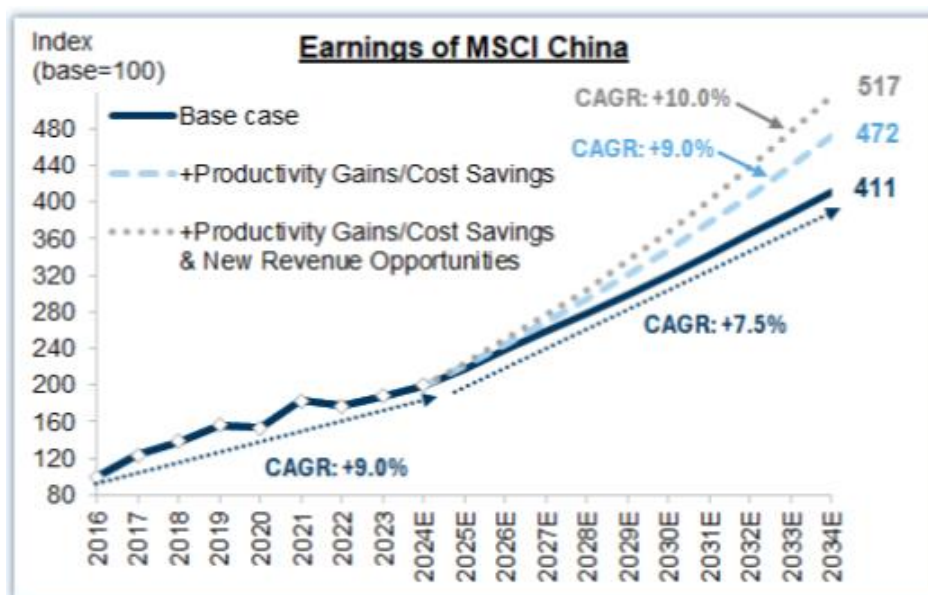 Index
(base=100)
Earnings of MSCI China
Base case
+Productivity Gains/Cost Savings
+Productivity Gains/Cost Savings
& New Revenue Opportunities
CAGR: +10.0%
517
CAGR: +9.0%
472
411
CAGR: +7.5%
CAGR: +9.0%
480
440
400
360
320
280
240
200
160
120
80
2016
2017
2018
2019
2020
2021
2022
2023
2024E
2025E
2026E
2027E
2028E
2029E
2030E
2031E
2032E
2033E
2034E